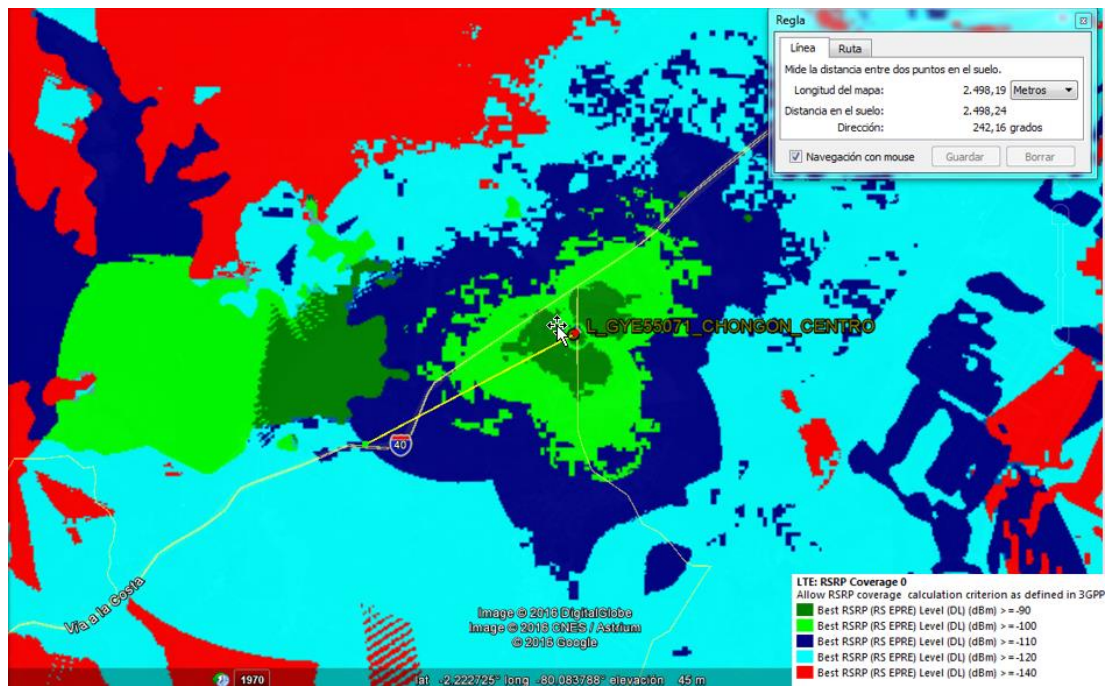 Regla
Línea Ruta
Mide la distancia entre dos puntos en el suelo.
Longitud del mapa: 2.498,19 Metros
Distancia en el suelo: 2.498,24
Dirección: 242,16 grados
Navegación con mouse Guardar Borrar
L_GYE55071_CHONGON_CENTRO
40
Vía a la Costa
Image © 2016 DigitalGlobe
Image © 2016 CNES / Astrium
© 2016 Google
1970
lat -2.222725° long -80.083788° elevación 45 m
LTE: RSRP Coverage 0
Allow RSRP coverage calculation criterion as defined in 3GPP
Best RSRP (RS EPRE) Level (DL) (dBm) >=-90
Best RSRP (RS EPRE) Level (DL) (dBm) >=-100
Best RSRP (RS EPRE) Level (DL) (dBm) >=-110
Best RSRP (RS EPRE) Level (DL) (dBm) >=-120
Best RSRP (RS EPRE) Level (DL) (dBm) >=-140